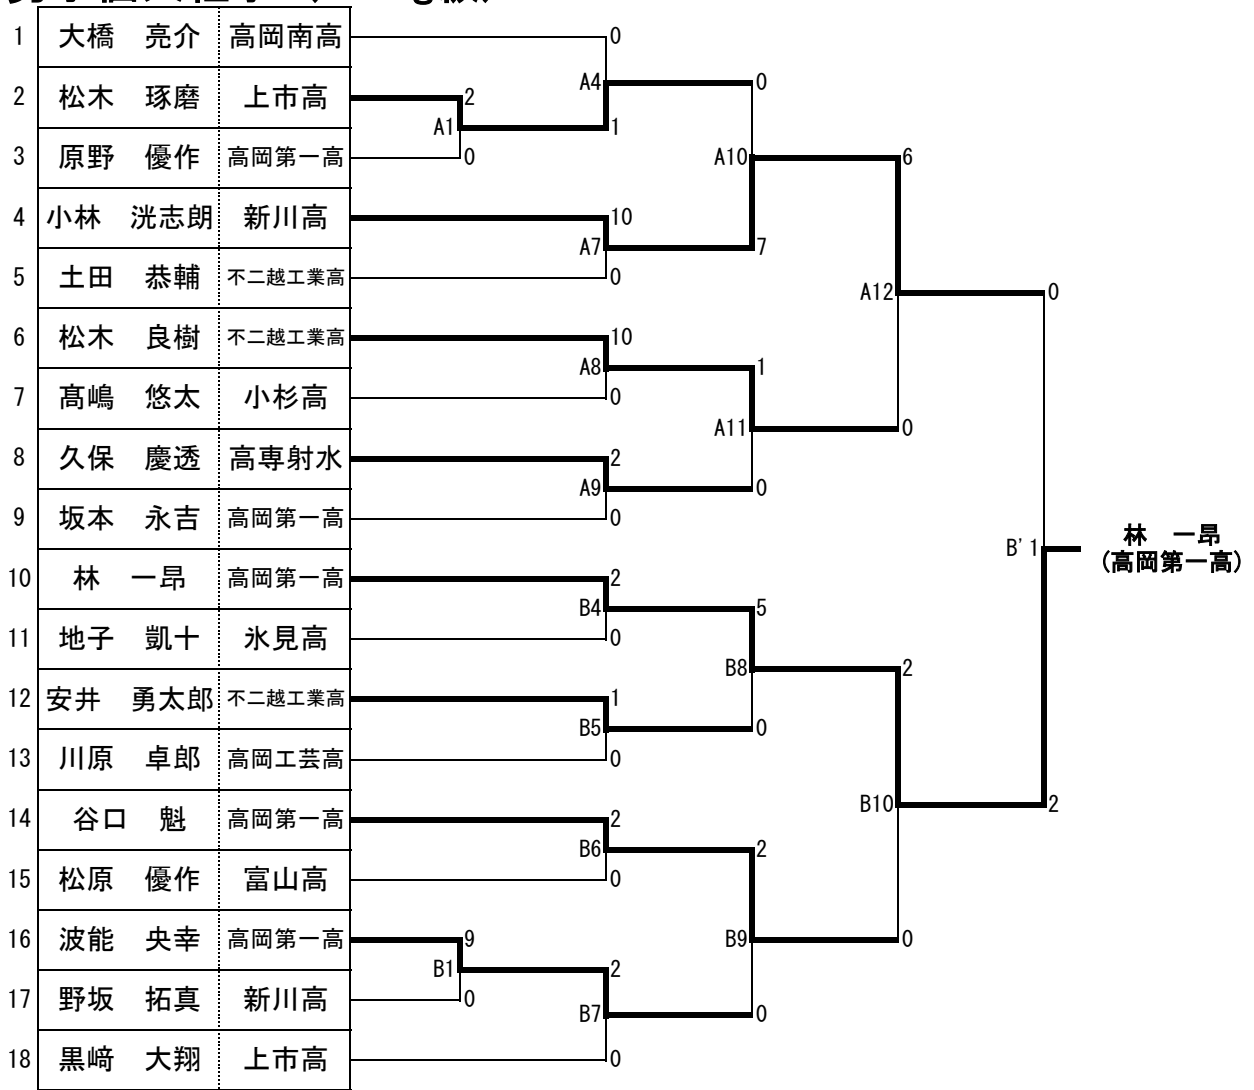 1 大橋 亮介 高岡南高 0
A4 0
2 松木 琢磨 上市高 2
A1 1
3 原野 優作 高岡第一高 0
A10 6
4 小林 洸志朗 新川高 10
A7 7
5 土田 恭輔 不二越工業高 0
A12 0
6 松木 良樹 不二越工業高 10
A8 1
7 髙嶋 悠太 小杉高 0
A11 0
8 久保 慶透 高専射水 2
A9 0
9 坂本 永吉 高岡第一高 0
B'1 林 一昂
(高岡第一高)
10 林 一昂 高岡第一高 2
B4 5
11 地子 凱十 氷見高 0
B8 2
12 安井 勇太郎 不二越工業高 1
B5 0
13 川原 卓郎 高岡工芸高 0
B10 2
14 谷口 魁 高岡第一高 2
B6 2
15 松原 優作 富山高 0
16 波能 央幸 高岡第一高 9
B9 0
B1 2
17 野坂 拓真 新川高 0
B7 0
18 黒﨑 大翔 上市高 0